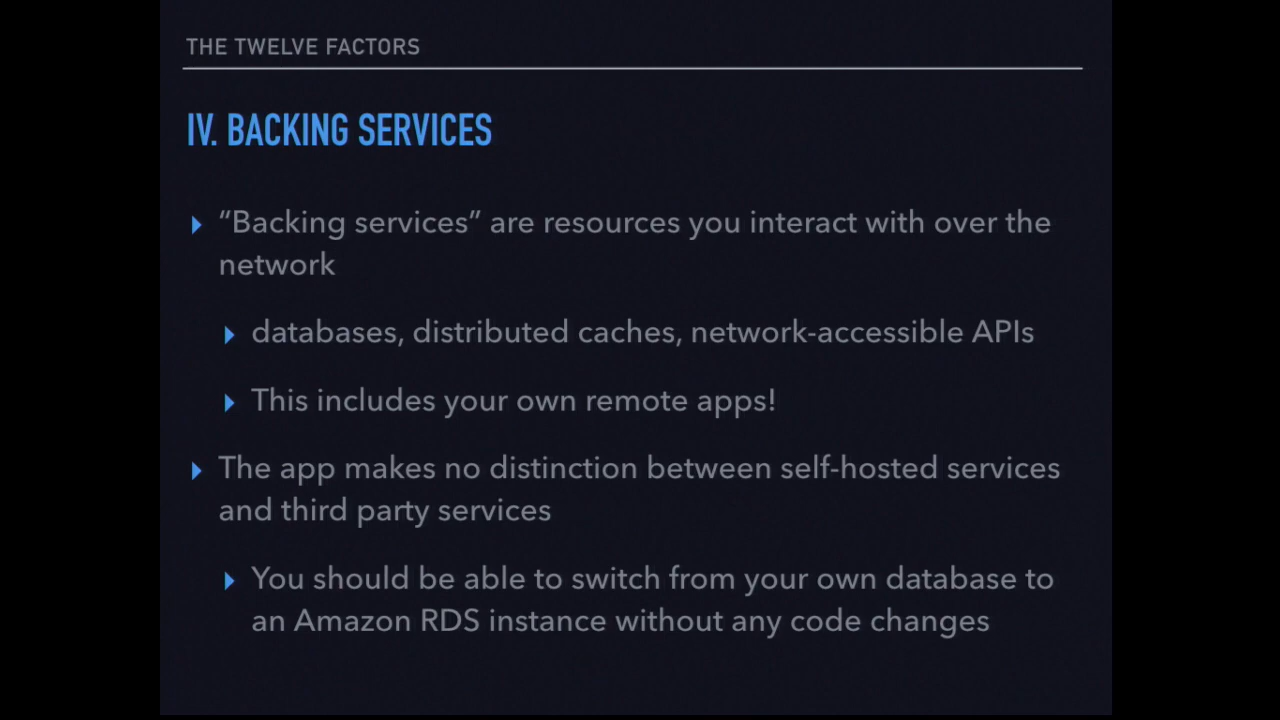 THE TWELVE FACTORS
IV. BACKING SERVICES
“Backing services” are resources you interact with over the
network
databases, distributed caches, network-accessible APIs
This includes your own remote apps!
The app makes no distinction between self-hosted services
and third party services
You should be able to switch from your own database to
an Amazon RDS instance without any code changes